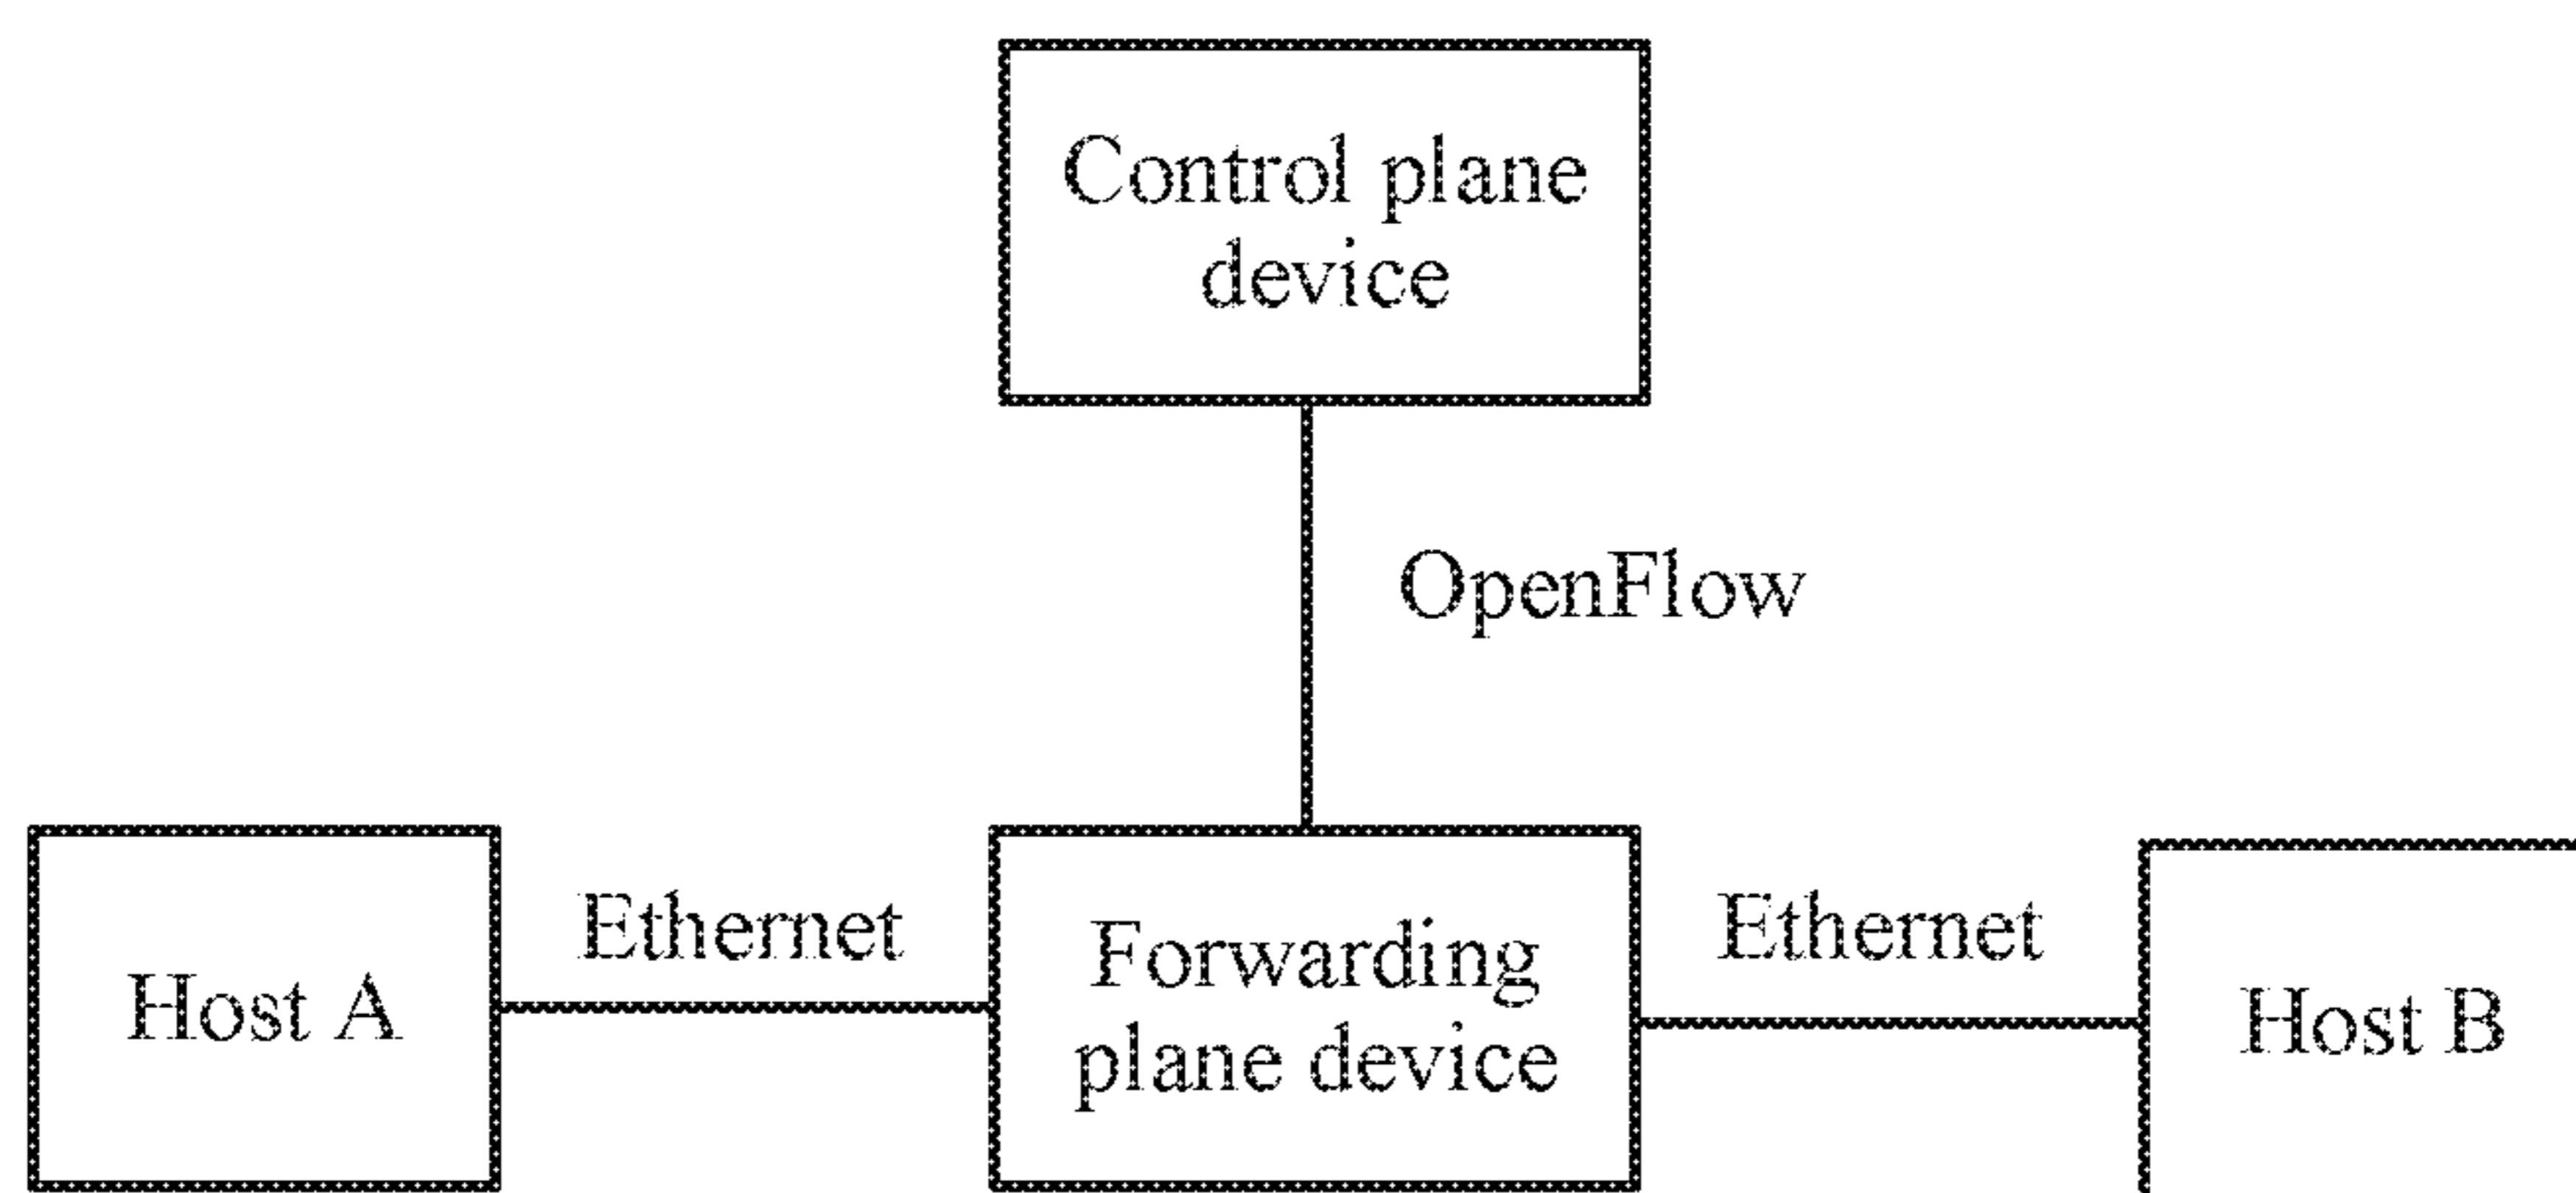 Control plane
device
OpenFlow
Host A
Ethernet
Forwarding
plane device
Ethernet
Host B